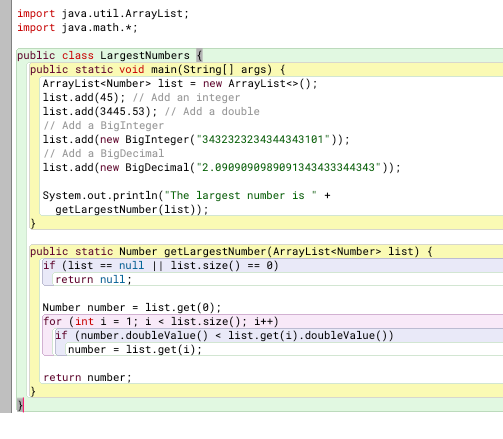 import java.util.ArrayList;
import java.math.*;
public class LargestNumbers {
public static void main(String[] args) {
ArrayList<Number> list = new ArrayList<>();
list.add(45); // Add an integer
list.add(3445.53); // Add a double
// Add a BigInteger
list.add(new BigInteger("3432323234344343101"));
// Add a BigDecimal
list.add(new BigDecimal("2.0909090989091343433344343"));
System.out.println("The largest number is " +
getLargestNumber(list));
}
public static Number getLargestNumber(ArrayList<Number> list) {
if (list == null || list.size() == 0)
return null;
Number number = list.get(0);
for (int i = 1; i < list.size(); i++)
if (number.doubleValue() < list.get(i).doubleValue())
number = list.get(i);
return number;
}
}